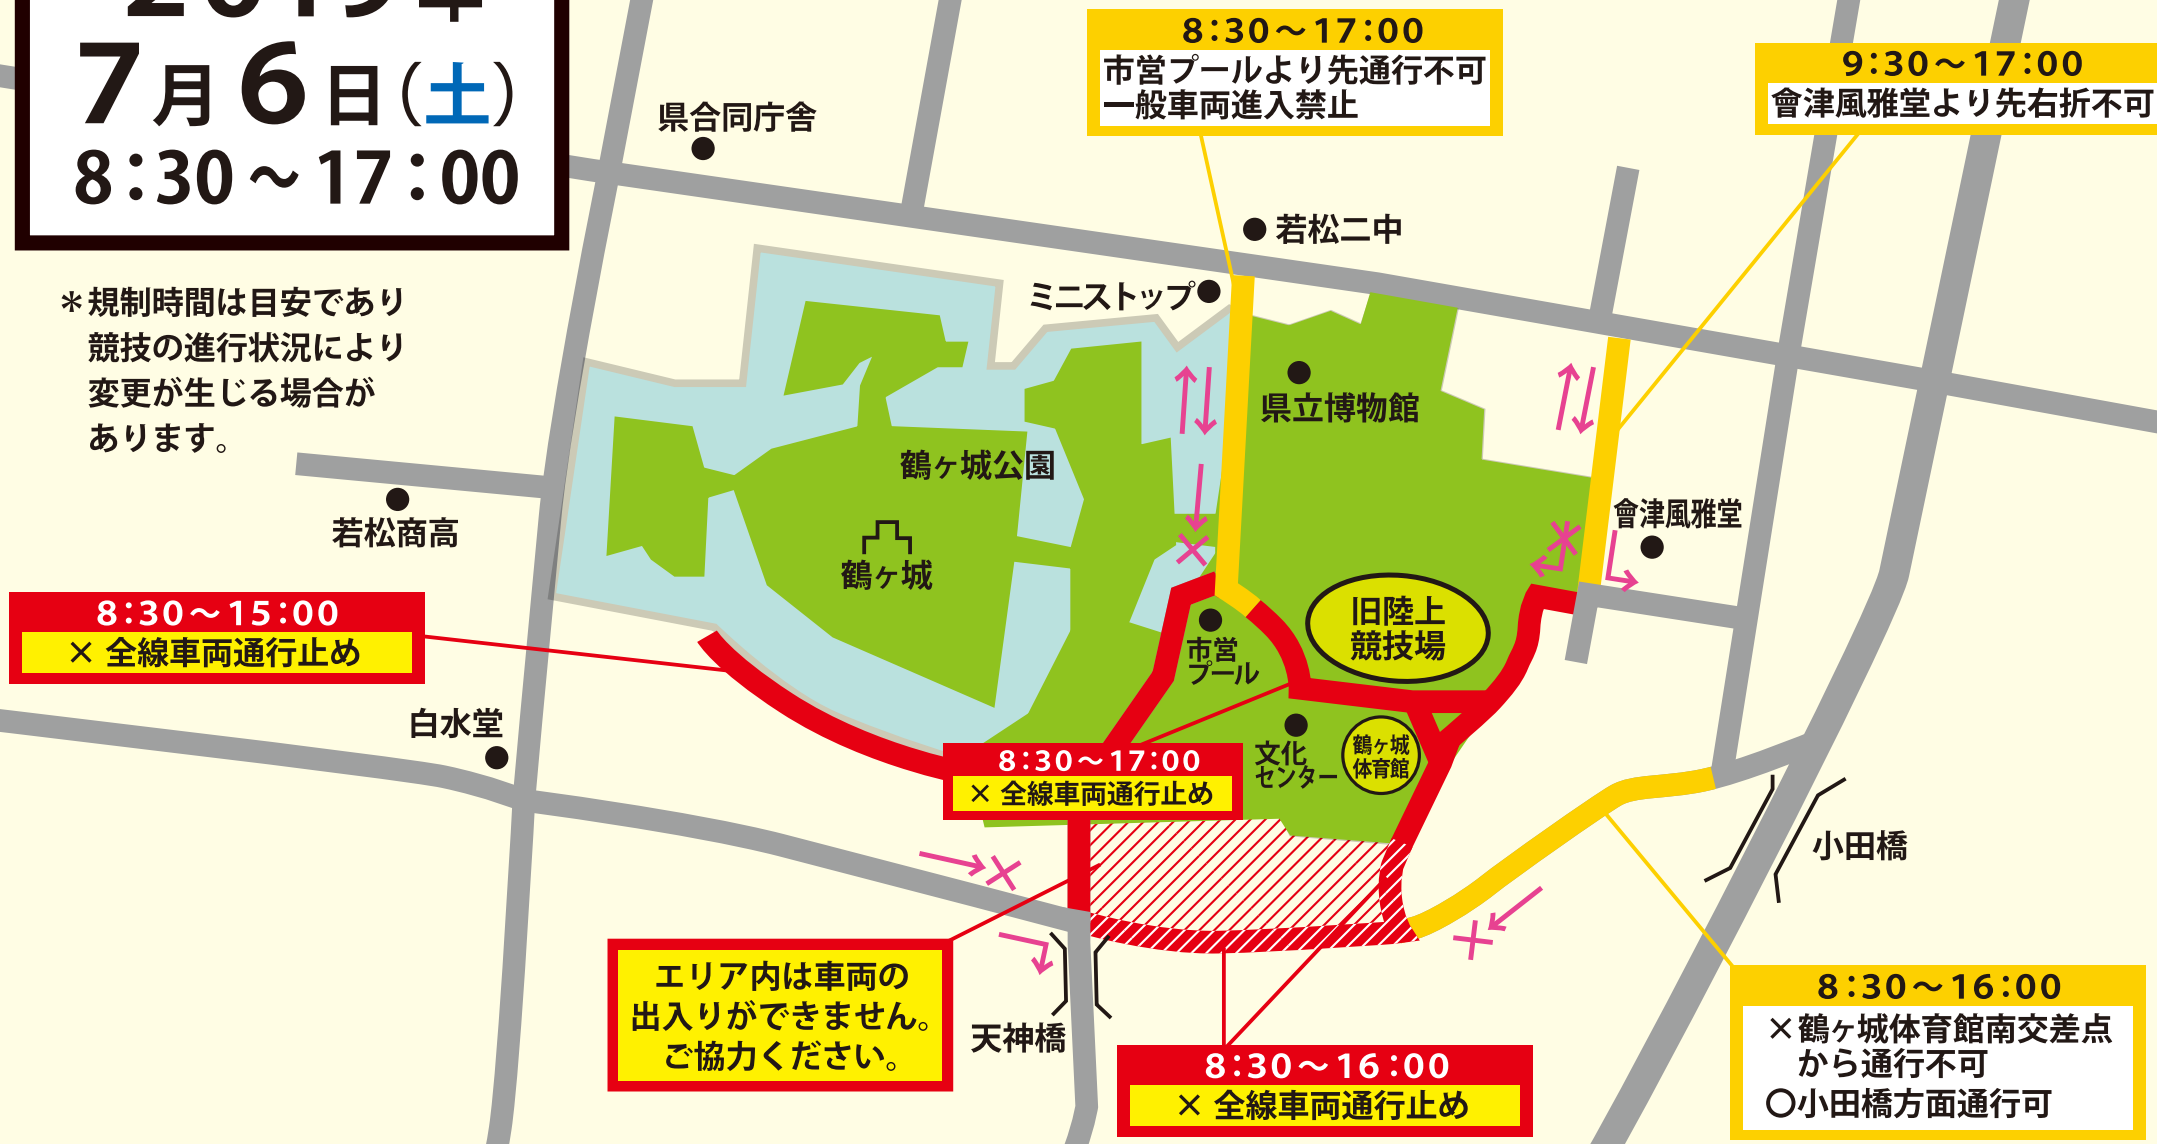 2019年
7月6日(土)
8:30～17:00
＊規制時間は目安であり
競技の進行状況により
変更が生じる場合が
あります。
8:30～17:00
市営プールより先通行不可
一般車両進入禁止
9:30～17:00
會津風雅堂より先右折不可
県合同庁舎
若松二中
ミニストップ
県立博物館
鶴ヶ城公園
鶴ヶ城
會津風雅堂
若松商高
8:30～15:00
× 全線車両通行止め
旧陸上
競技場
市営
プール
白水堂
8:30～17:00
× 全線車両通行止め
文化
センター
鶴ヶ城
体育館
小田橋
エリア内は車両の
出入りができません。
ご協力ください。
天神橋
8:30～16:00
× 全線車両通行止め
8:30～16:00
×鶴ヶ城体育館南交差点
から通行不可
〇小田橋方面通行可